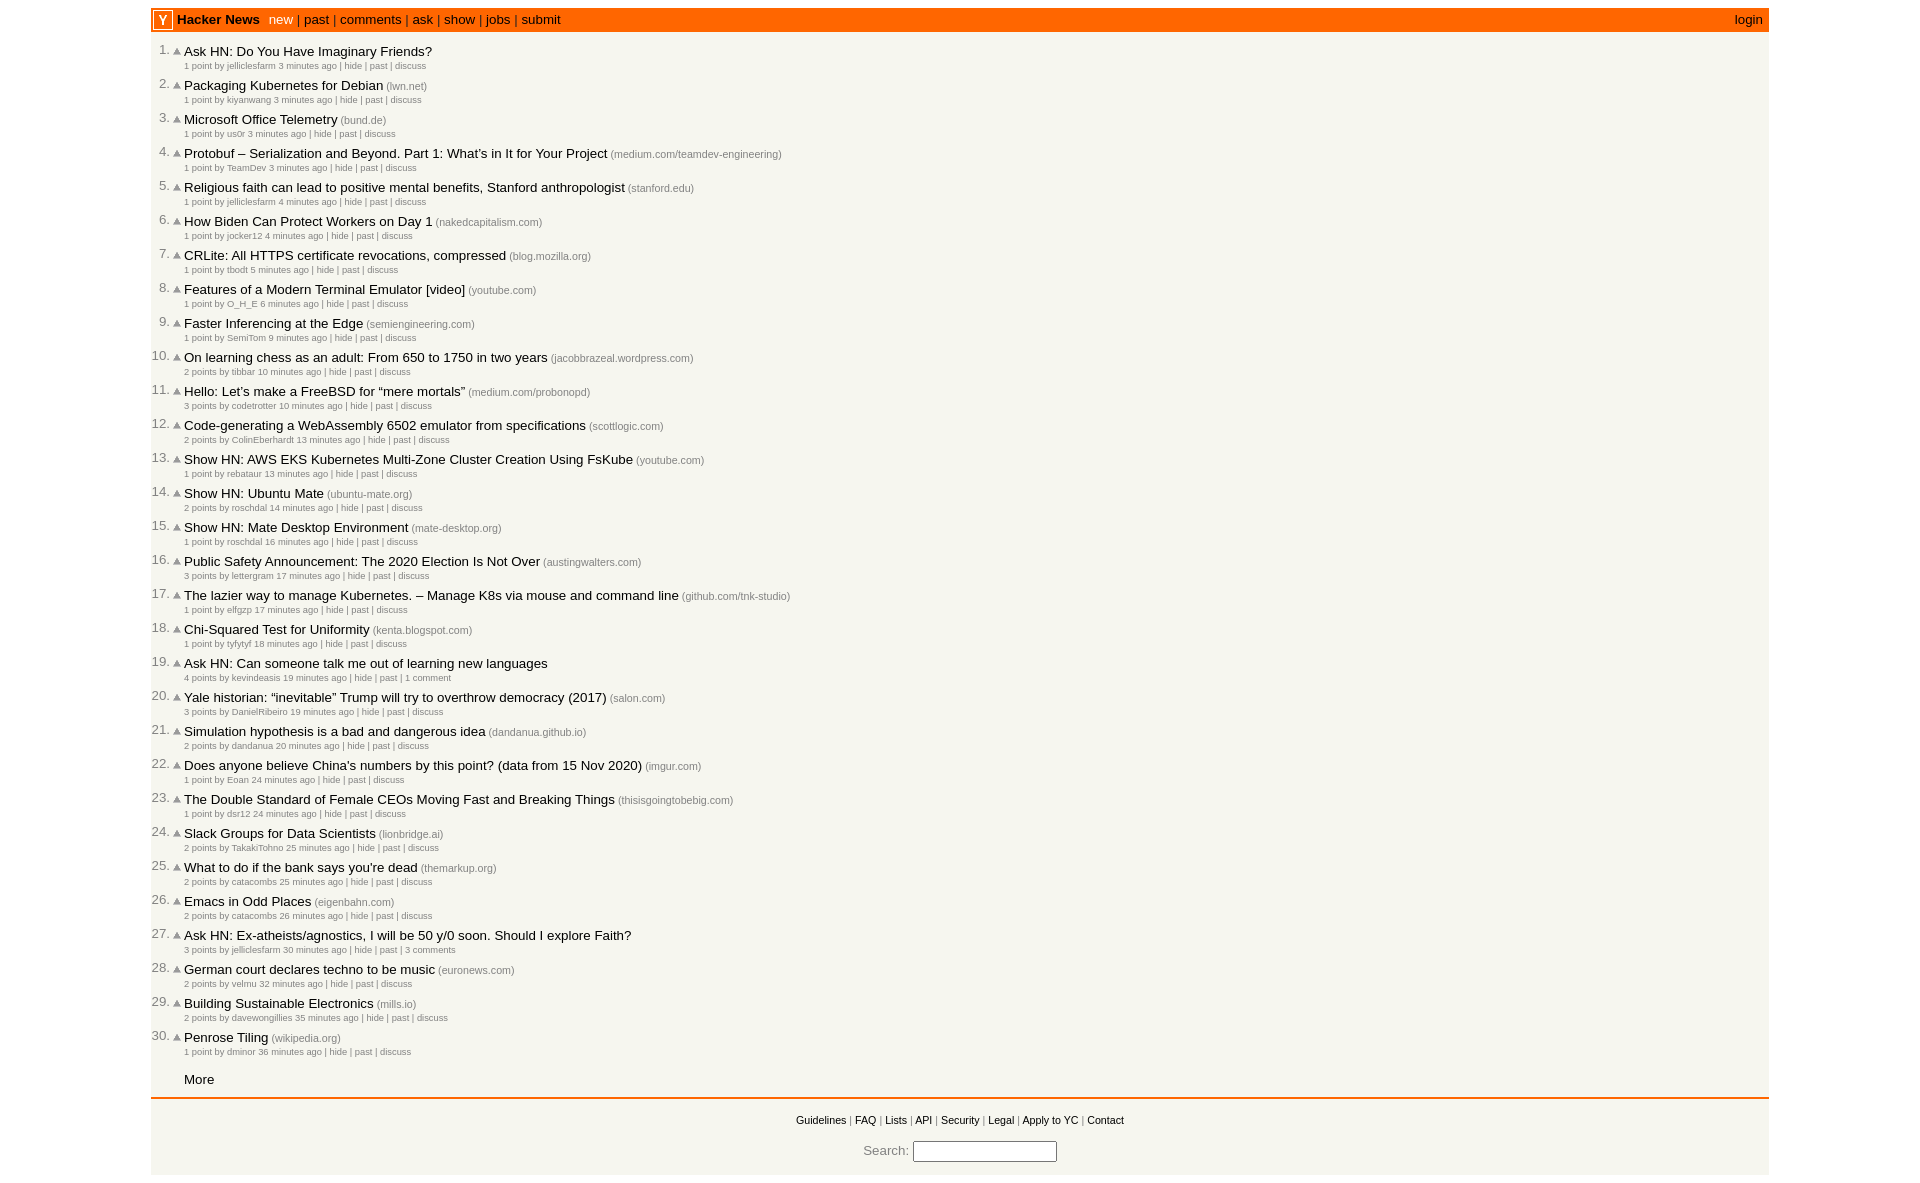 Y Hacker News new | past | comments | ask | show | jobs | submit login
1. Ask HN: Do You Have Imaginary Friends?
1 point by jelliclesfarm 3 minutes ago | hide | past | discuss
2. Packaging Kubernetes for Debian (lwn.net)
1 point by kiyanwang 3 minutes ago | hide | past | discuss
3. Microsoft Office Telemetry (bund.de)
1 point by us0r 3 minutes ago | hide | past | discuss
4. Protobuf – Serialization and Beyond. Part 1: What’s in It for Your Project (medium.com/teamdev-engineering)
1 point by TeamDev 3 minutes ago | hide | past | discuss
5. Religious faith can lead to positive mental benefits, Stanford anthropologist (stanford.edu)
1 point by jelliclesfarm 4 minutes ago | hide | past | discuss
6. How Biden Can Protect Workers on Day 1 (nakedcapitalism.com)
1 point by jocker12 4 minutes ago | hide | past | discuss
7. CRLite: All HTTPS certificate revocations, compressed (blog.mozilla.org)
1 point by tbodt 5 minutes ago | hide | past | discuss
8. Features of a Modern Terminal Emulator [video] (youtube.com)
1 point by O_H_E 6 minutes ago | hide | past | discuss
9. Faster Inferencing at the Edge (semiengineering.com)
1 point by SemiTom 9 minutes ago | hide | past | discuss
10. On learning chess as an adult: From 650 to 1750 in two years (jacobbrazeal.wordpress.com)
2 points by tibbar 10 minutes ago | hide | past | discuss
11. Hello: Let’s make a FreeBSD for “mere mortals” (medium.com/probonopd)
3 points by codetrotter 10 minutes ago | hide | past | discuss
12. Code-generating a WebAssembly 6502 emulator from specifications (scottlogic.com)
2 points by ColinEberhardt 13 minutes ago | hide | past | discuss
13. Show HN: AWS EKS Kubernetes Multi-Zone Cluster Creation Using FsKube (youtube.com)
1 point by rebataur 13 minutes ago | hide | past | discuss
14. Show HN: Ubuntu Mate (ubuntu-mate.org)
2 points by roschdal 14 minutes ago | hide | past | discuss
15. Show HN: Mate Desktop Environment (mate-desktop.org)
1 point by roschdal 16 minutes ago | hide | past | discuss
16. Public Safety Announcement: The 2020 Election Is Not Over (austingwalters.com)
3 points by lettergram 17 minutes ago | hide | past | discuss
17. The lazier way to manage Kubernetes. – Manage K8s via mouse and command line (github.com/tnk-studio)
1 point by elfgzp 17 minutes ago | hide | past | discuss
18. Chi-Squared Test for Uniformity (kenta.blogspot.com)
1 point by tyfytyf 18 minutes ago | hide | past | discuss
19. Ask HN: Can someone talk me out of learning new languages
4 points by kevindeasis 19 minutes ago | hide | past | 1 comment
20. Yale historian: “inevitable” Trump will try to overthrow democracy (2017) (salon.com)
3 points by DanielRibeiro 19 minutes ago | hide | past | discuss
21. Simulation hypothesis is a bad and dangerous idea (dandanua.github.io)
2 points by dandanua 20 minutes ago | hide | past | discuss
22. Does anyone believe China's numbers by this point? (data from 15 Nov 2020) (imgur.com)
1 point by Eoan 24 minutes ago | hide | past | discuss
23. The Double Standard of Female CEOs Moving Fast and Breaking Things (thisisgoingtobebig.com)
1 point by dsr12 24 minutes ago | hide | past | discuss
24. Slack Groups for Data Scientists (lionbridge.ai)
2 points by TakakiTohno 25 minutes ago | hide | past | discuss
25. What to do if the bank says you're dead (themarkup.org)
2 points by catacombs 25 minutes ago | hide | past | discuss
26. Emacs in Odd Places (eigenbahn.com)
2 points by catacombs 26 minutes ago | hide | past | discuss
27. Ask HN: Ex-atheists/agnostics, I will be 50 y/0 soon. Should I explore Faith?
3 points by jelliclesfarm 30 minutes ago | hide | past | 3 comments
28. German court declares techno to be music (euronews.com)
2 points by velmu 32 minutes ago | hide | past | discuss
29. Building Sustainable Electronics (mills.io)
2 points by davewongillies 35 minutes ago | hide | past | discuss
30. Penrose Tiling (wikipedia.org)
1 point by dminor 36 minutes ago | hide | past | discuss
More
Guidelines | FAQ | Lists | API | Security | Legal | Apply to YC | Contact
Search: